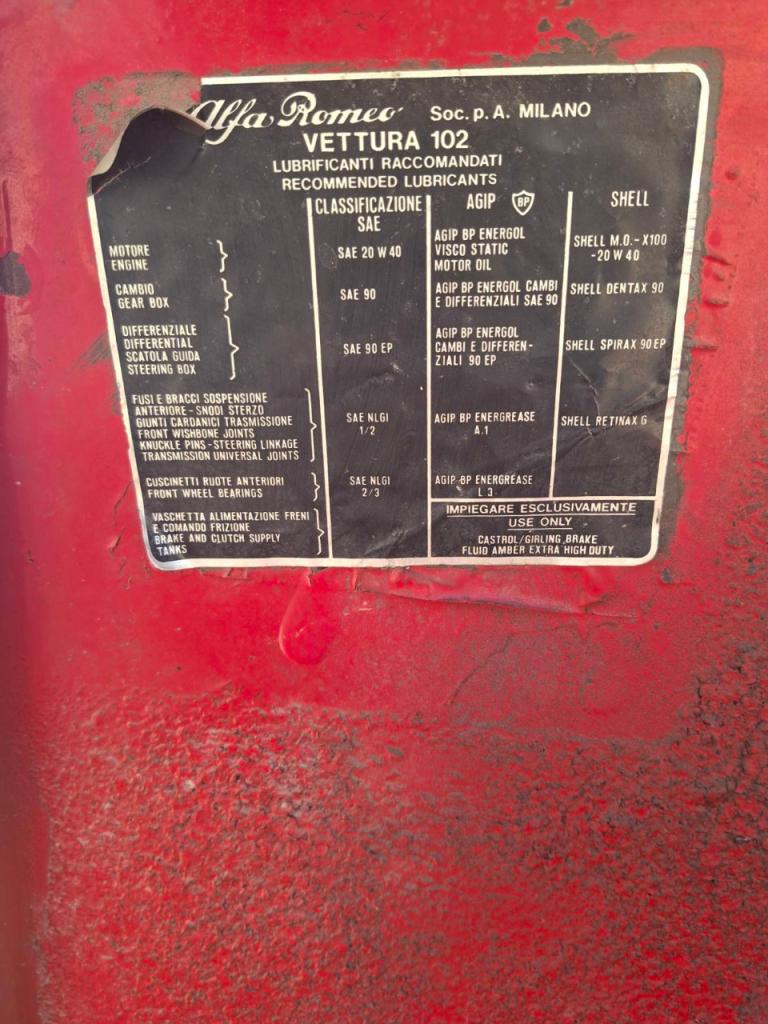 Alfa Romeo Soc. p. A. MILANO
VETTURA 102
LUBRIFICANTI RACCOMANDATI
RECOMMENDED LUBRICANTS
CLASSIFICAZIONE SAE
AGIP BP
SHELL
MOTORE
ENGINE
SAE 20 W 40
AGIP BP ENERGOL
VISCO STATIC
MOTOR OIL
SHELL M.O.-X100
-20 W 40
CAMBIO
GEAR BOX
SAE 90
AGIP BP ENERGOL CAMBI
E DIFFERENZIALI SAE 90
SHELL DENTAX 90
DIFFERENZIALE
DIFFERENTIAL
SCATOLA GUIDA
STEERING BOX
SAE 90 EP
AGIP BP ENERGOL
CAMBI E DIFFEREN-
ZIALI 90 EP
SHELL SPIRAX 90 EP
FUSI E BRACCI SOSPENSIONE
ANTERIORE-SNODI STERZO
GIUNTI CARDANICI TRASMISSIONE
FRONT WISHBONE JOINTS
KNUCKLE PINS-STEERING LINKAGE
TRANSMISSION UNIVERSAL JOINTS
SAE NLGI
1/2
AGIP BP ENERGREASE
A.1
SHELL RETINAX G
CUSCINETTI RUOTE ANTERIORI
FRONT WHEEL BEARINGS
SAE NLGI
2/3
AGIP BP ENERGREASE
L 3
VASCHETTA ALIMENTAZIONE FRENI
E COMANDO FRIZIONE
BRAKE AND CLUTCH SUPPLY
TANKS
IMPIEGARE ESCLUSIVAMENTE
USE ONLY
CASTROL/GIRLING BRAKE
FLUID AMBER EXTRA HIGH DUTY